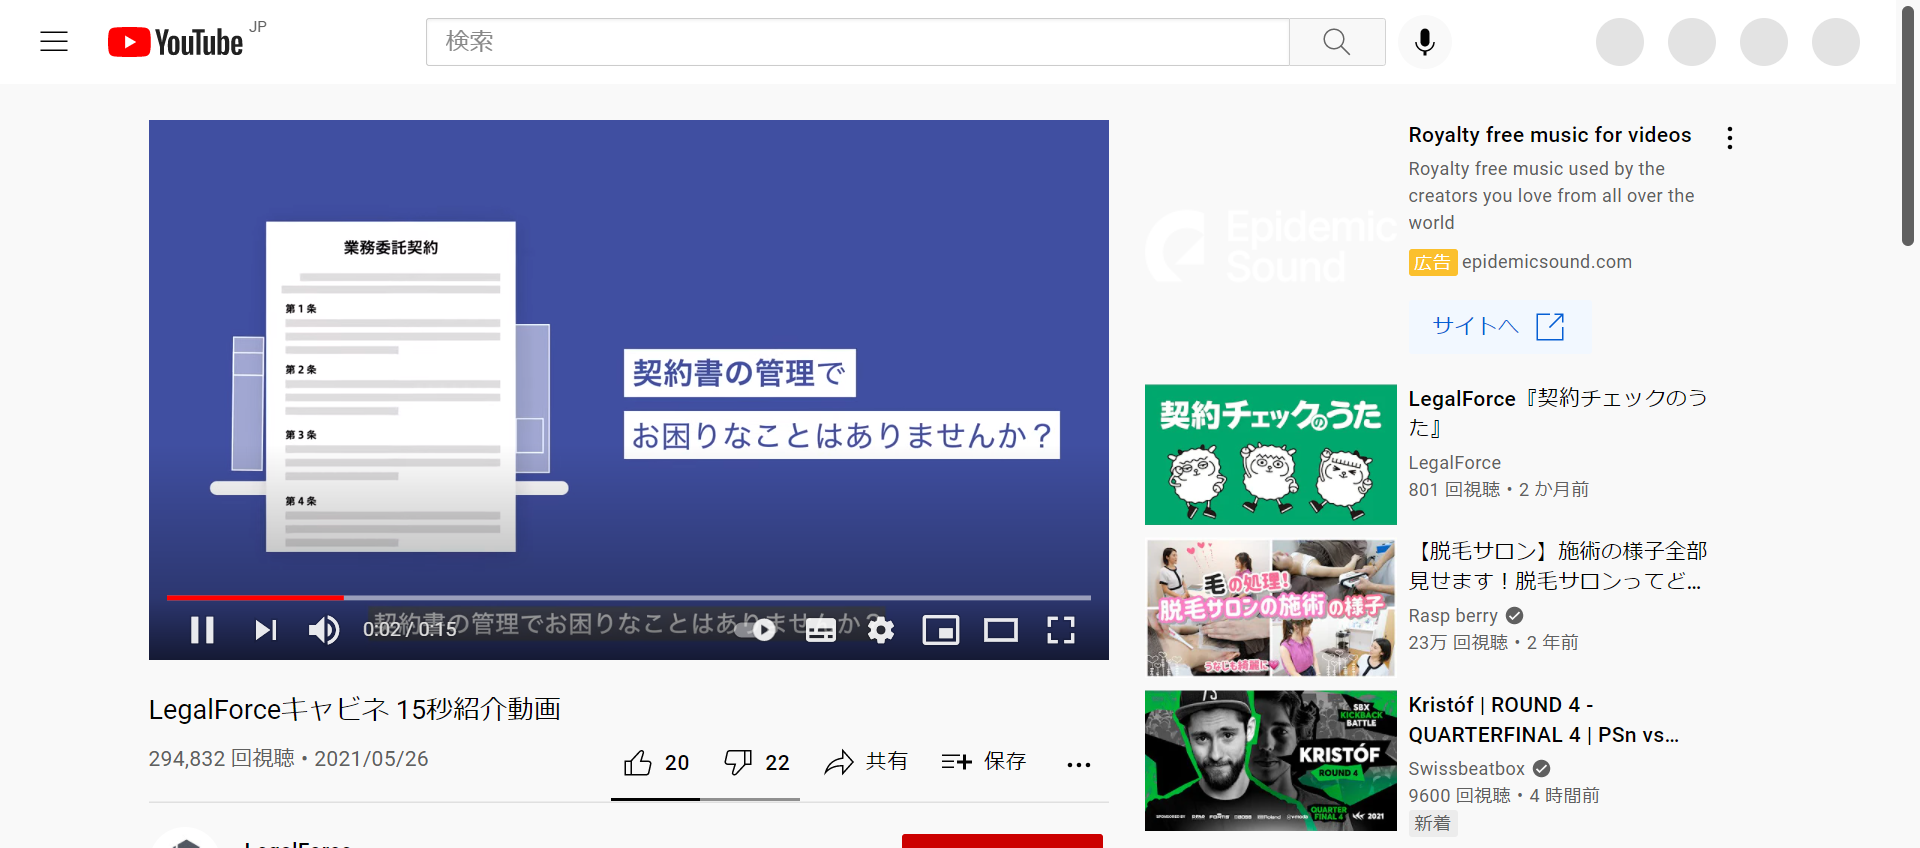 YouTube JP
検索
業務委託契約
第1条
第2条
第3条
第4条
契約書の管理で
お困りなことはありませんか？
契約書の管理でお困りなことはありませんか？
0:02 / 0:15
LegalForceキャビネ 15秒紹介動画
294,832 回視聴・2021/05/26
20
22
共有
保存
LegalForce
Epidemic
Sound
Royalty free music for videos
Royalty free music used by the
creators you love from all over the
world
広告 epidemicsound.com
サイトへ
契約チェックのうた
LegalForce『契約チェックのう
た』
LegalForce
801 回視聴・2 か月前
毛の処理!
脱毛サロンの施術の様子
うなじも綺麗に
【脱毛サロン】施術の様子全部
見せます！脱毛サロンってど...
Rasp berry
23万 回視聴・2 年前
SBX
KICKBACK
BATTLE
KRISTÓF
ROUND 4
QUARTER
FINAL 4
2021
Kristóf | ROUND 4 -
QUARTERFINAL 4 | PSn vs...
Swissbeatbox
9600 回視聴・4 時間前
新着